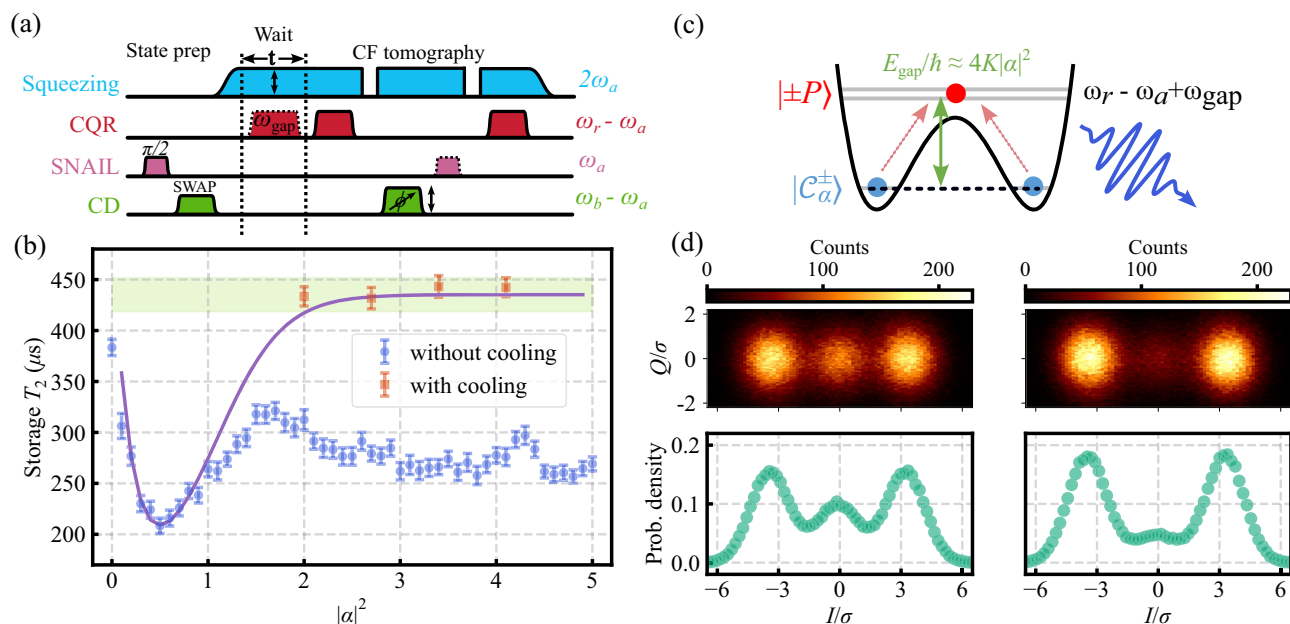 (a)
State prep
Wait
t
CF tomography
Squeezing
2ωₐ
CQR
ω_gap
ω_r - ω_a
SNAIL
π/2
ω_a
CD
SWAP
ϕ
ω_b - ω_a
(b)
Storage T₂ (μs)
450
400
350
300
250
200
without cooling
with cooling
0 1 2 3 4 5
|α|²
(c)
E_gap/ħ ≈ 4K|α|²
|±P⟩
ω_r - ω_a+ω_gap
|𝒞_α^±⟩
(d)
Counts
0 100 200
Counts
0 100 200
Q/σ
2
0
-2
Prob. density
0.2
0.1
0.0
−6 −3 0 3 6
I/σ
−6 −3 0 3 6
I/σ